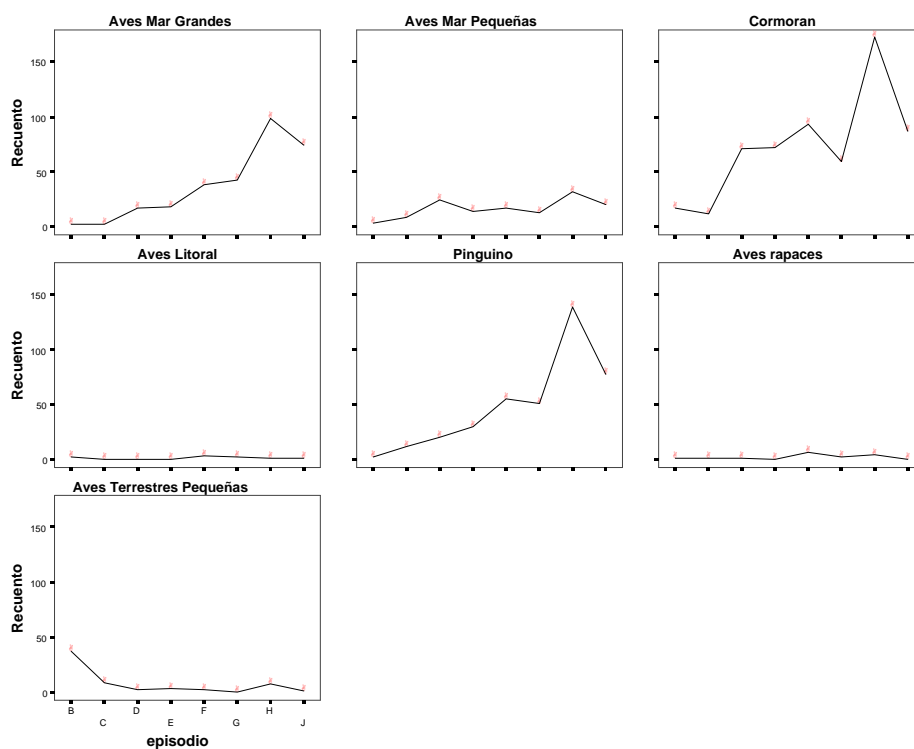 Aves Mar Grandes
Aves Mar Pequeñas
Cormoran
150
100
50
0
Recuento
Aves Litoral
Pinguino
Aves rapaces
150
100
50
0
Recuento
Aves Terrestres Pequeñas
150
100
50
0
Recuento
B C D E F G H J
episodio